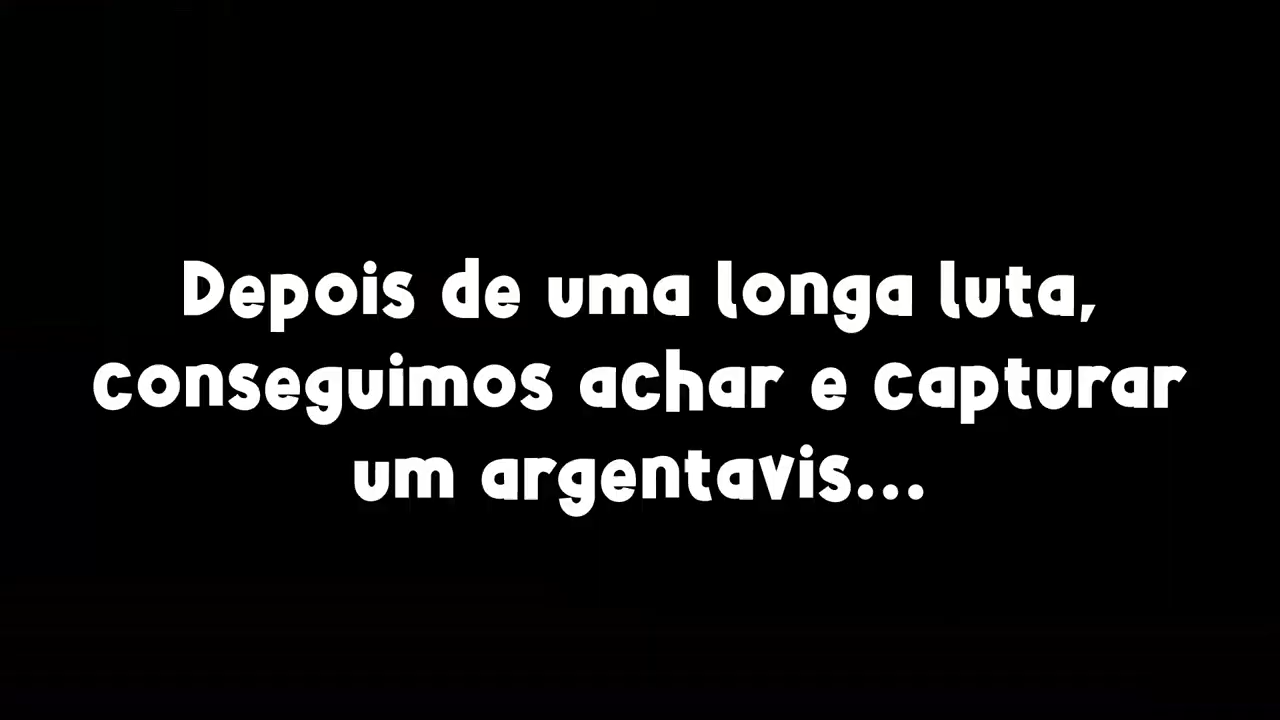 Depois de uma longa luta,
conseguimos achar e capturar
um argentavis...